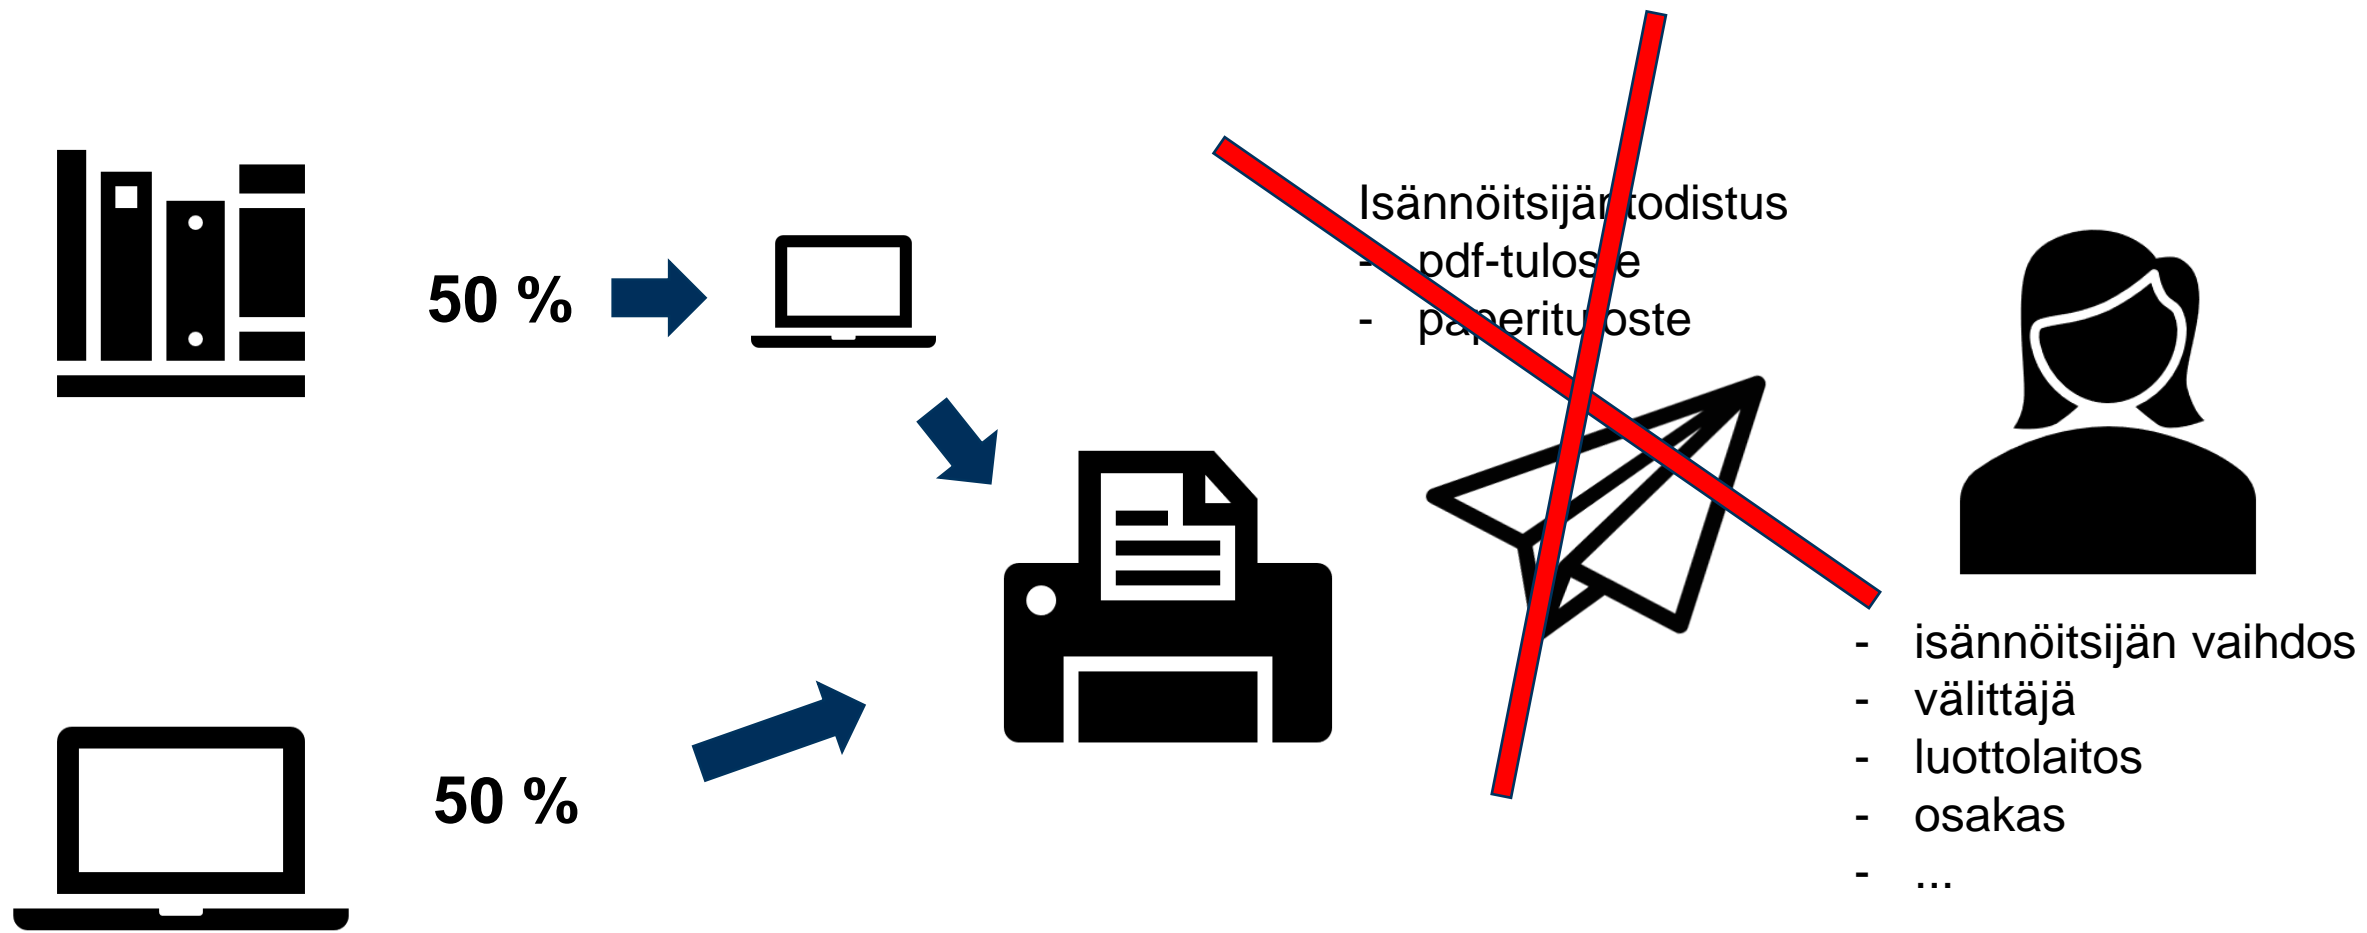 50 %
Isännöitsijäntodistus
- pdf-tuloste
- paperituloste
50 %
- isännöitsijän vaihdos
- välittäjä
- luottolaitos
- osakas
- ...